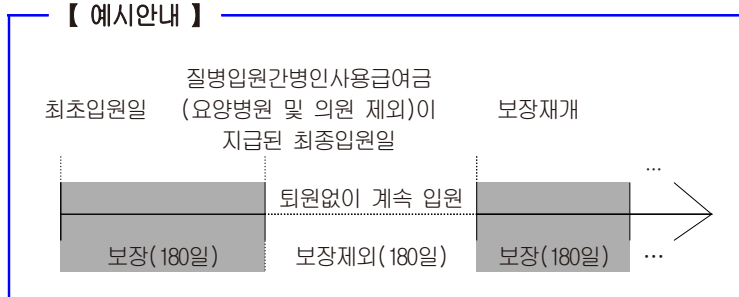 【 예시안내 】
질병입원간병인사용급여금
최초입원일 (요양병원 및 의원 제외)이 보장재개
지급된 최종입원일
...
퇴원없이 계속 입원
보장(180일) 보장제외(180일) 보장(180일) ...